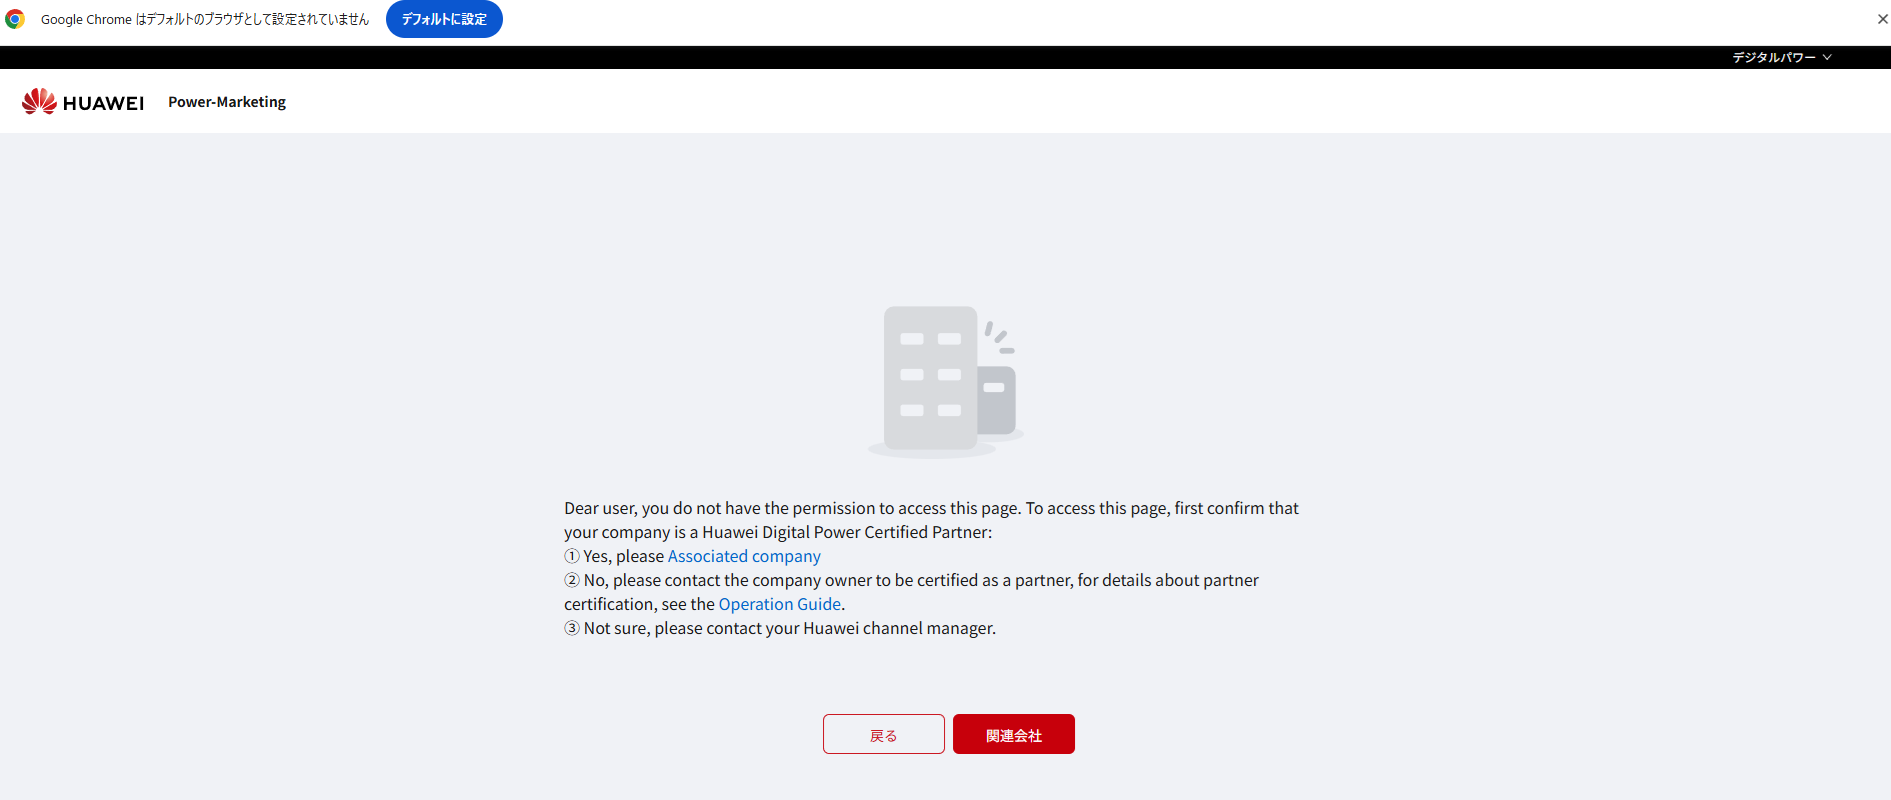 Google Chrome はデフォルトのブラウザとして設定されていません
デフォルトに設定
デジタルパワー
HUAWEI
Power-Marketing
Dear user, you do not have the permission to access this page. To access this page, first confirm that
your company is a Huawei Digital Power Certified Partner:
① Yes, please Associated company
② No, please contact the company owner to be certified as a partner, for details about partner
certification, see the Operation Guide.
③ Not sure, please contact your Huawei channel manager.
戻る
関連会社